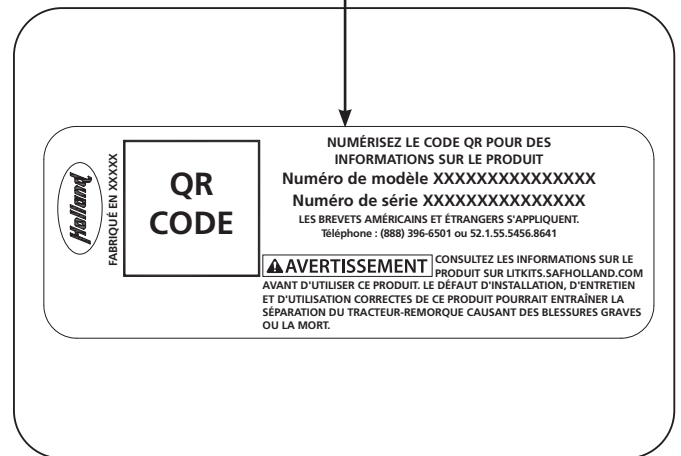 Holland
FABRIQUÉ EN XXXXX
QR
CODE
NUMÉRISEZ LE CODE QR POUR DES
INFORMATIONS SUR LE PRODUIT
Numéro de modèle XXXXXXXXXXXXXXX
Numéro de série XXXXXXXXXXXXXXX
LES BREVETS AMÉRICAINS ET ÉTRANGERS S'APPLIQUENT.
Téléphone : (888) 396-6501 ou 52.1.55.5456.8641
AVERTISSEMENT CONSULTEZ LES INFORMATIONS SUR LE
PRODUIT SUR LITKITS.SAFHOLLAND.COM
AVANT D'UTILISER CE PRODUIT. LE DÉFAUT D'INSTALLATION, D'ENTRETIEN
ET D'UTILISATION CORRECTES DE CE PRODUIT POURRAIT ENTRAÎNER LA
SÉPARATION DU TRACTEUR-REMORQUE CAUSANT DES BLESSURES GRAVES
OU LA MORT.